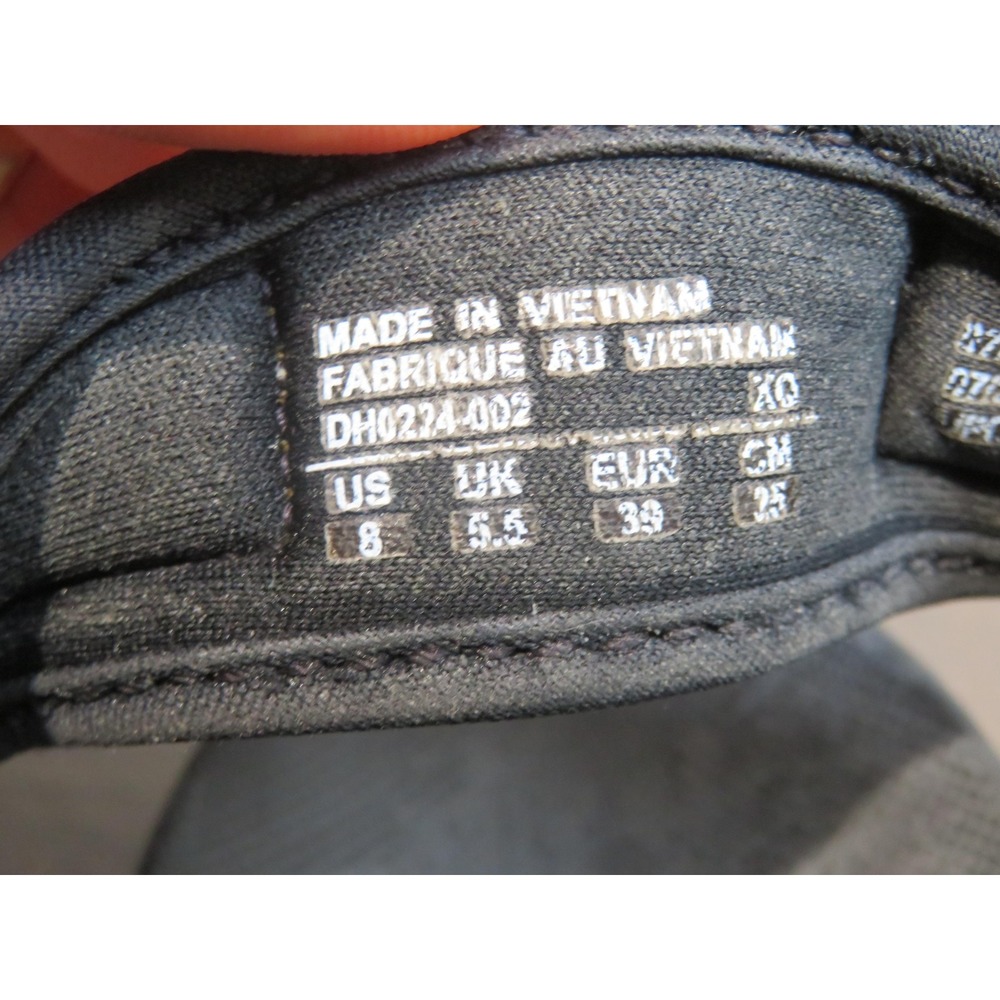 MADE IN VIETNAM
FABRIQUE AU VIETNAM
DH0224-002 XQ
US UK EUR CM
8 5.5 39 25